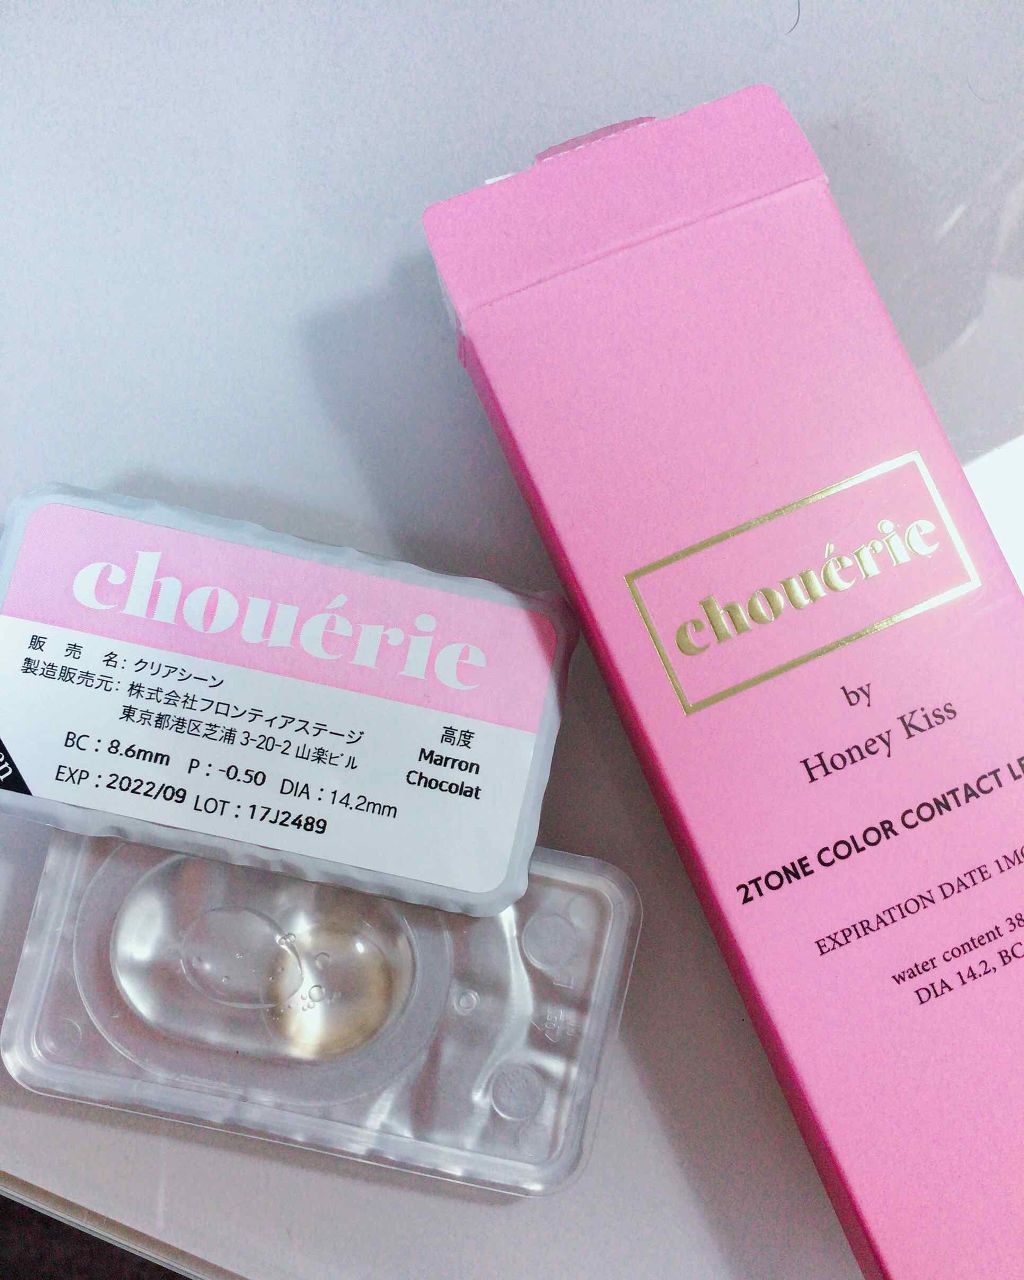 chouérie
販 売 名：クリアシーン
製造販売元：株式会社フロンティアステージ
東京都港区芝浦 3-20-2 山楽ビル
高度
Marron
Chocolat
BC：8.6mm P：-0.50 DIA：14.2mm
EXP：2022/09 LOT：17J2489
chouérie
by
Honey Kiss
2TONE COLOR CONTACT LE
EXPIRATION DATE 1MO
water content 38
DIA 14.2, BC